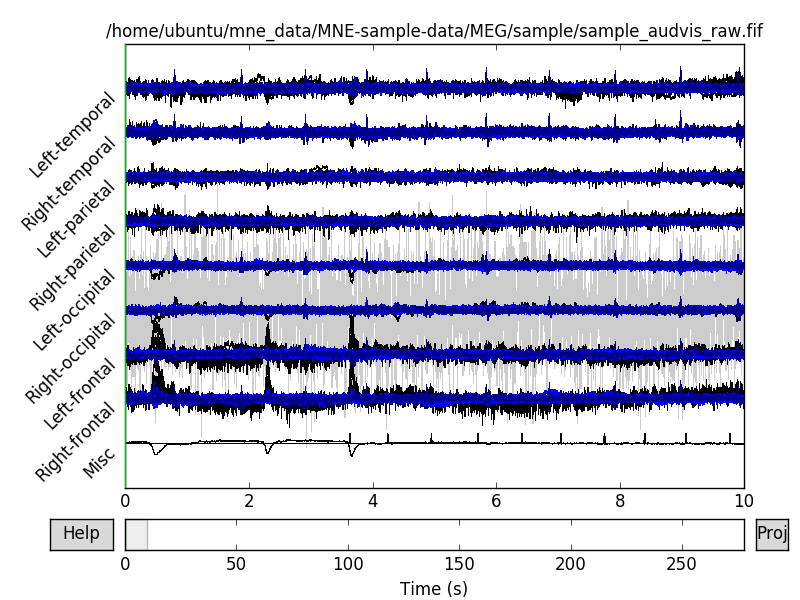 /home/ubuntu/mne_data/MNE-sample-data/MEG/sample/sample_audvis_raw.fif
Left-temporal
Right-temporal
Left-parietal
Right-parietal
Left-occipital
Right-occipital
Left-frontal
Right-frontal
Misc
0 2 4 6 8 10
Help Proj
0 50 100 150 200 250
Time (s)